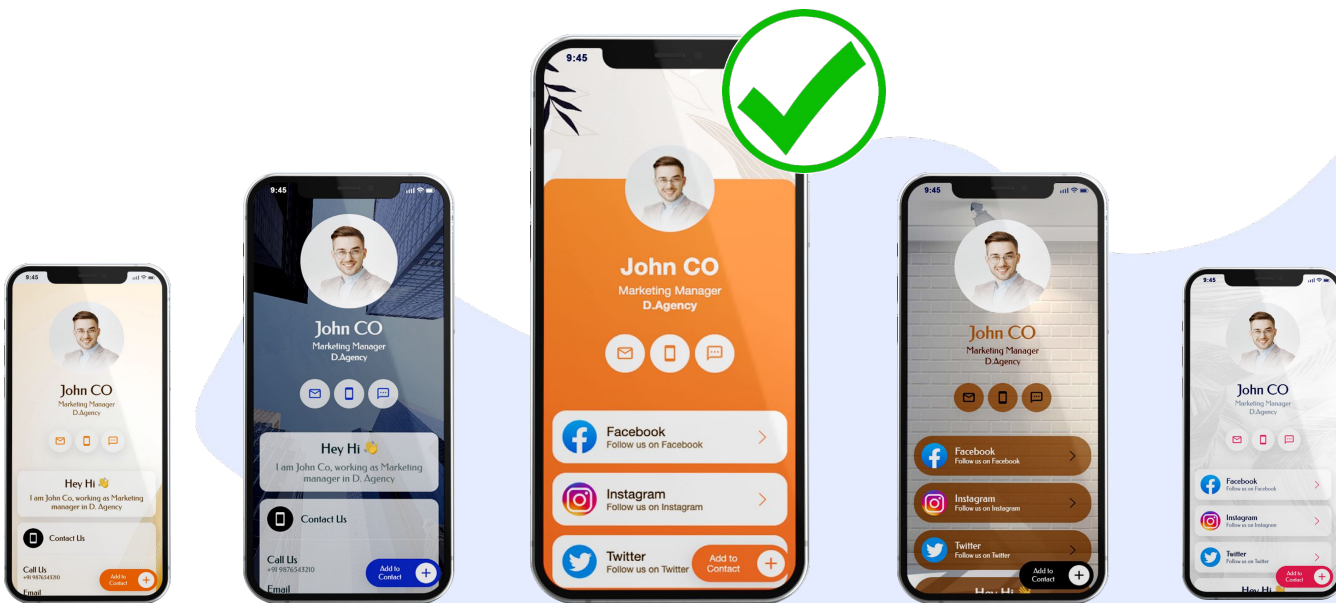 9:45
John CO
Marketing Manager
D.Agency
Hey Hi 👋
I am John Co, working as Marketing
manager in D. Agency
Contact Us
Call Us
+91 9876543210
Email
Add to
Contact
9:45
John CO
Marketing Manager
D.Agency
Hey Hi 👋
I am John Co, working as Marketing
manager in D. Agency
Contact Us
Call Us
+91 9876543210
Email
Add to
Contact
9:45
John CO
Marketing Manager
D.Agency
Facebook
Follow us on Facebook
Instagram
Follow us on Instagram
Twitter
Follow us on Twitter
Add to
Contact
9:45
John CO
Marketing Manager
D.Agency
Facebook
Follow us on Facebook
Instagram
Follow us on Instagram
Twitter
Follow us on Twitter
Hey Hi
Add to
Contact
9:45
John CO
Marketing Manager
D.Agency
Facebook
Follow us on Facebook
Instagram
Follow us on Instagram
Twitter
Follow us on Twitter
Hey Hi
Add to
Contact